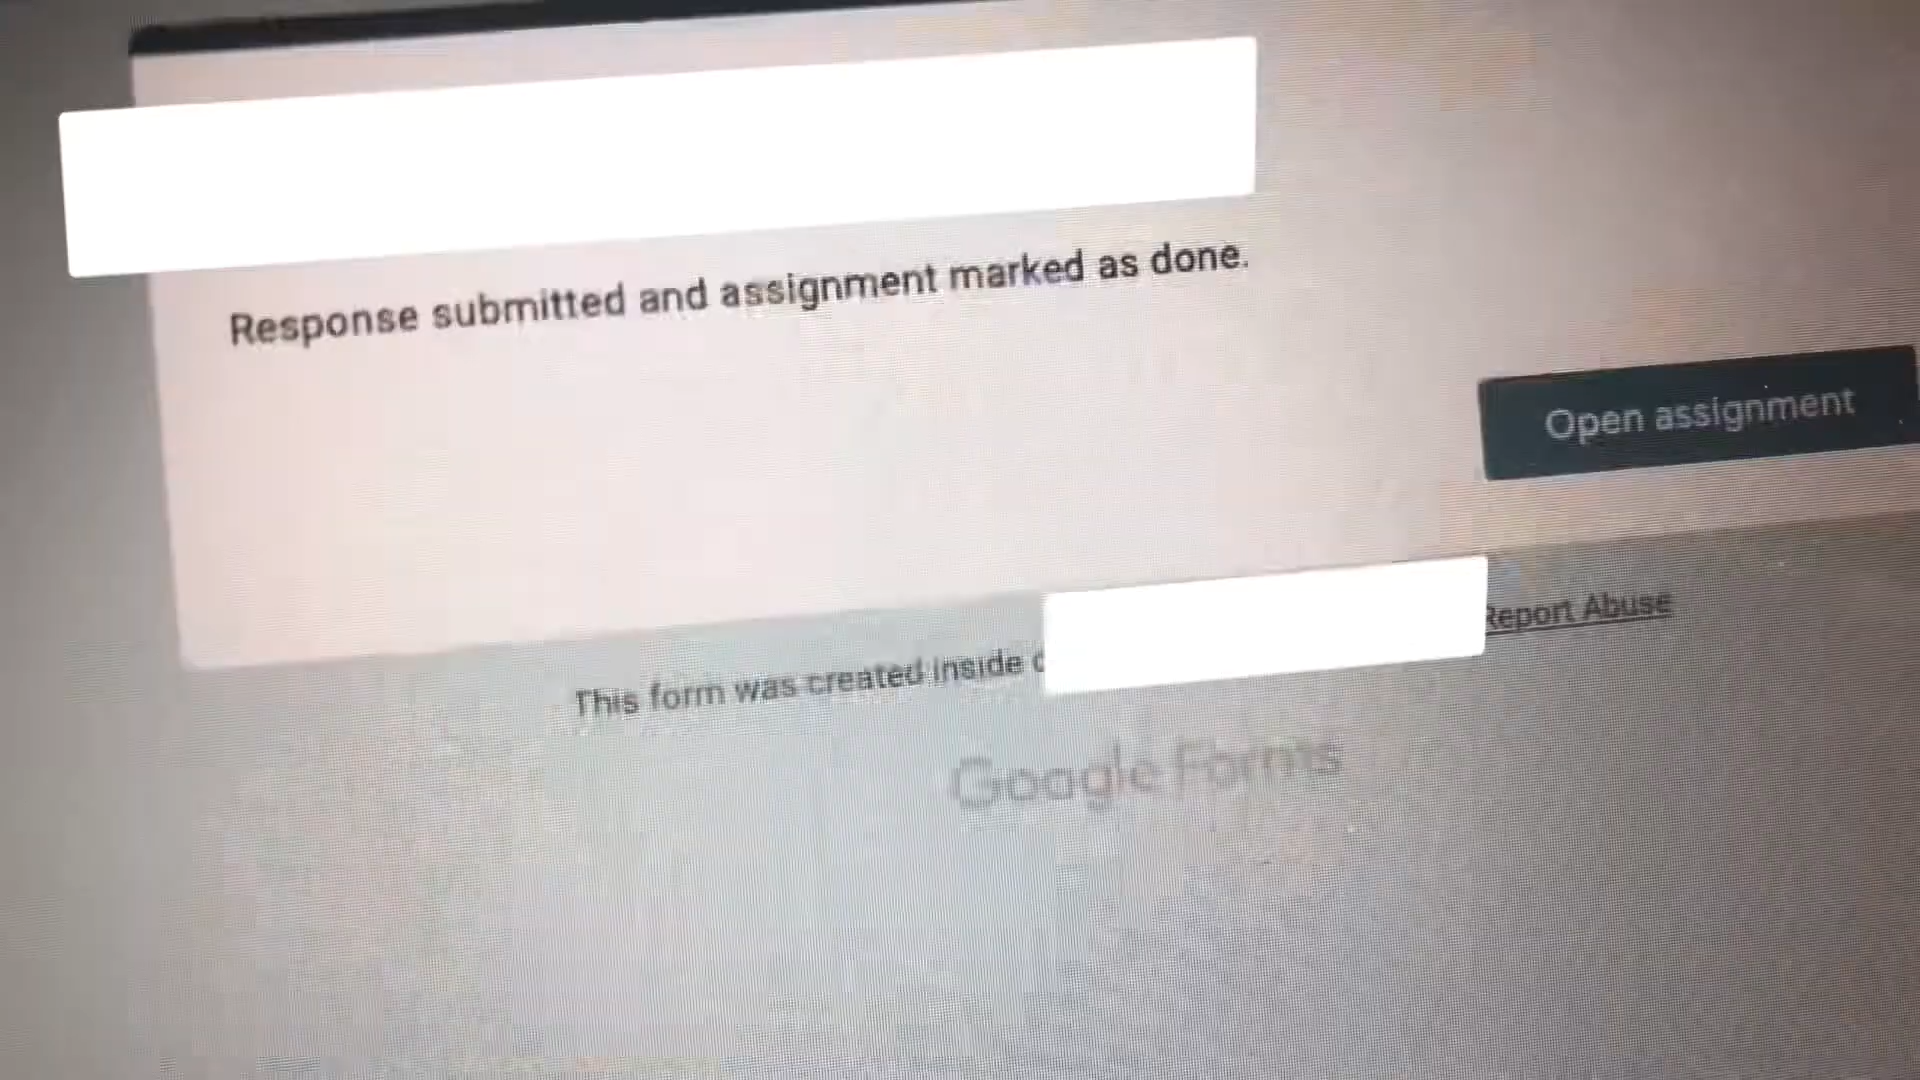 Response submitted and assignment marked as done.
Open assignment
This form was created inside
Report Abuse
Google Forms